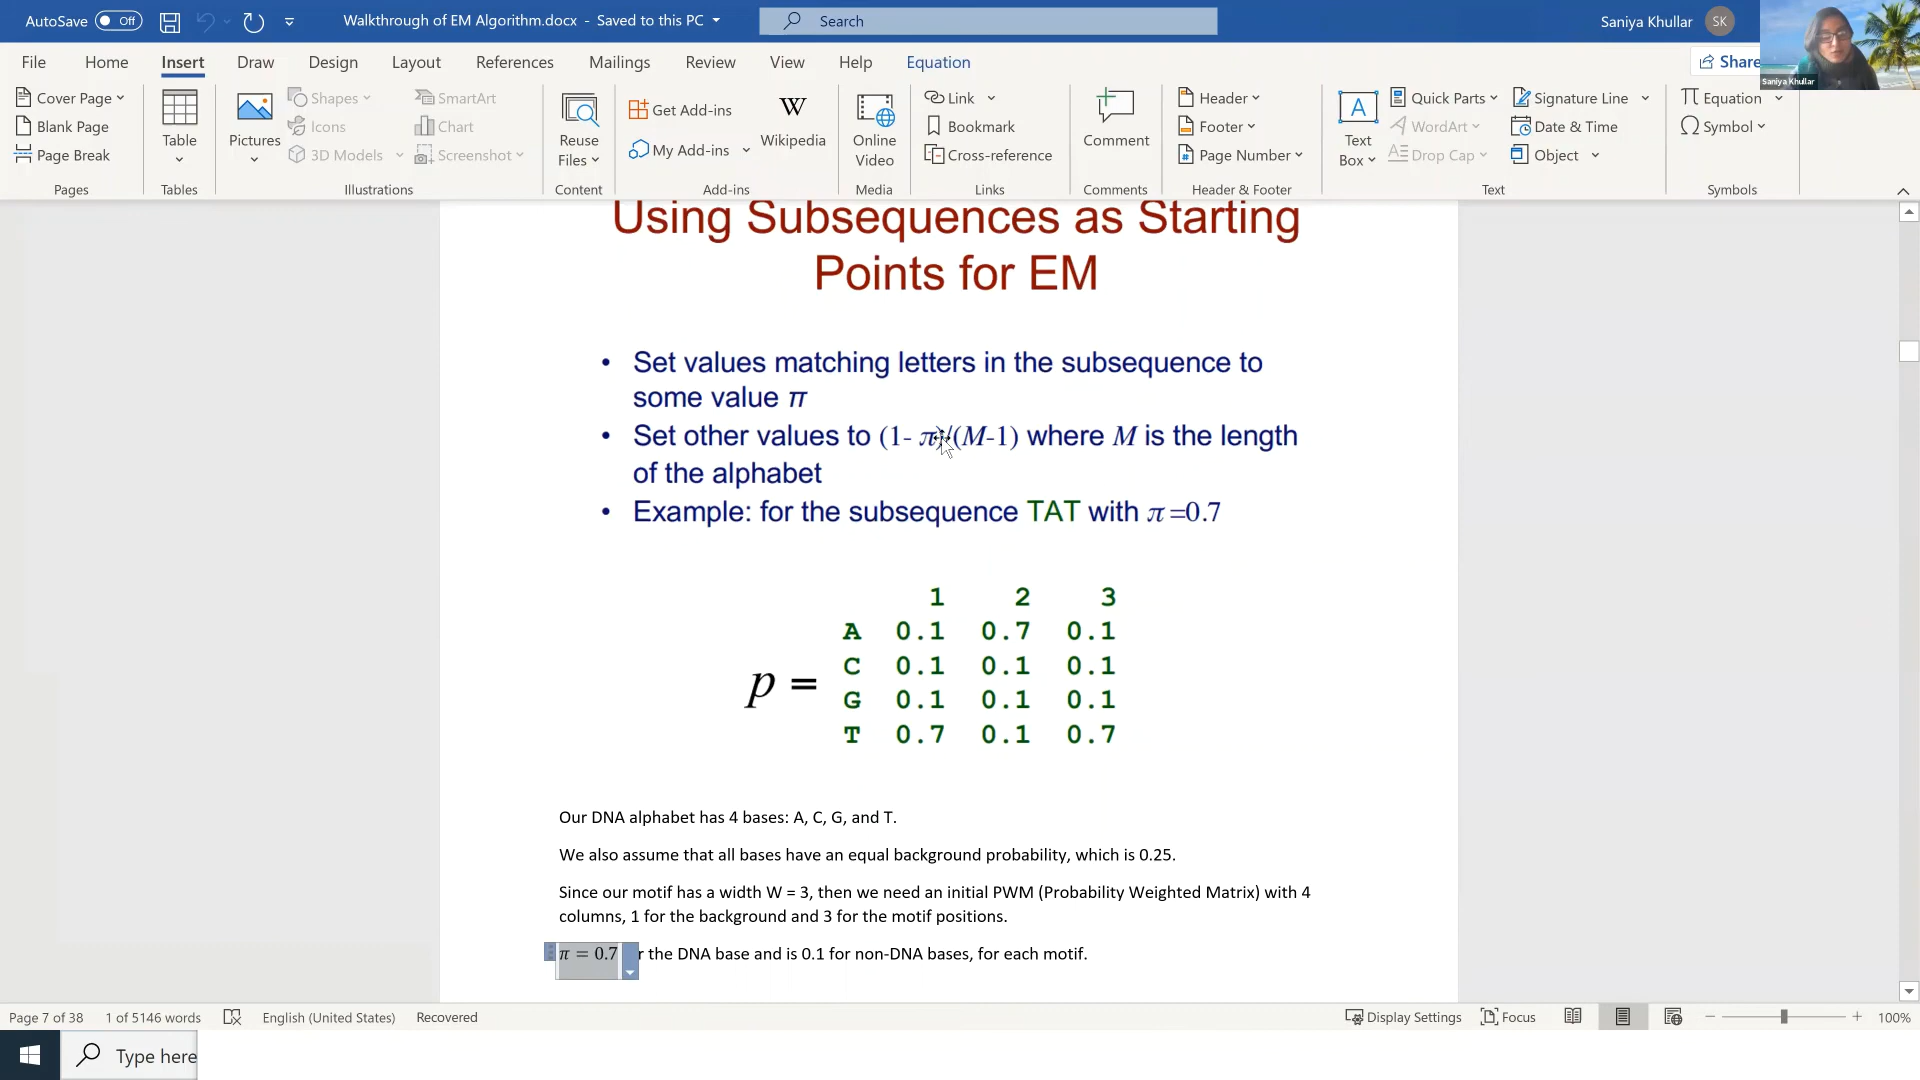 AutoSave Off
Walkthrough of EM Algorithm.docx - Saved to this PC
Search
Saniya Khullar
SK
File Home Insert Draw Design Layout References Mailings Review View Help Equation
Share
Saniya Khullar
Cover Page
Blank Page
Page Break
Pages
Table
Tables
Pictures
Shapes
Icons
3D Models
SmartArt
Chart
Screenshot
Illustrations
Reuse
Files
Content
Get Add-ins
My Add-ins
W
Wikipedia
Add-ins
Online
Video
Media
Link
Bookmark
Cross-reference
Links
Comment
Comments
Header
Footer
Page Number
Header & Footer
A
Text
Box
Quick Parts
WordArt
Drop Cap
Signature Line
Date & Time
Object
Text
Equation
Symbol
Symbols
Using Subsequences as Starting
Points for EM
• Set values matching letters in the subsequence to
some value π
• Set other values to (1- π)/(M-1) where M is the length
of the alphabet
• Example: for the subsequence TAT with π =0.7
1 2 3
A 0.1 0.7 0.1
C 0.1 0.1 0.1
p =
G 0.1 0.1 0.1
T 0.7 0.1 0.7
Our DNA alphabet has 4 bases: A, C, G, and T.
We also assume that all bases have an equal background probability, which is 0.25.
Since our motif has a width W = 3, then we need an initial PWM (Probability Weighted Matrix) with 4
columns, 1 for the background and 3 for the motif positions.
π = 0.7 r the DNA base and is 0.1 for non-DNA bases, for each motif.
Page 7 of 38 1 of 5146 words English (United States) Recovered
Display Settings Focus 100%
Type here